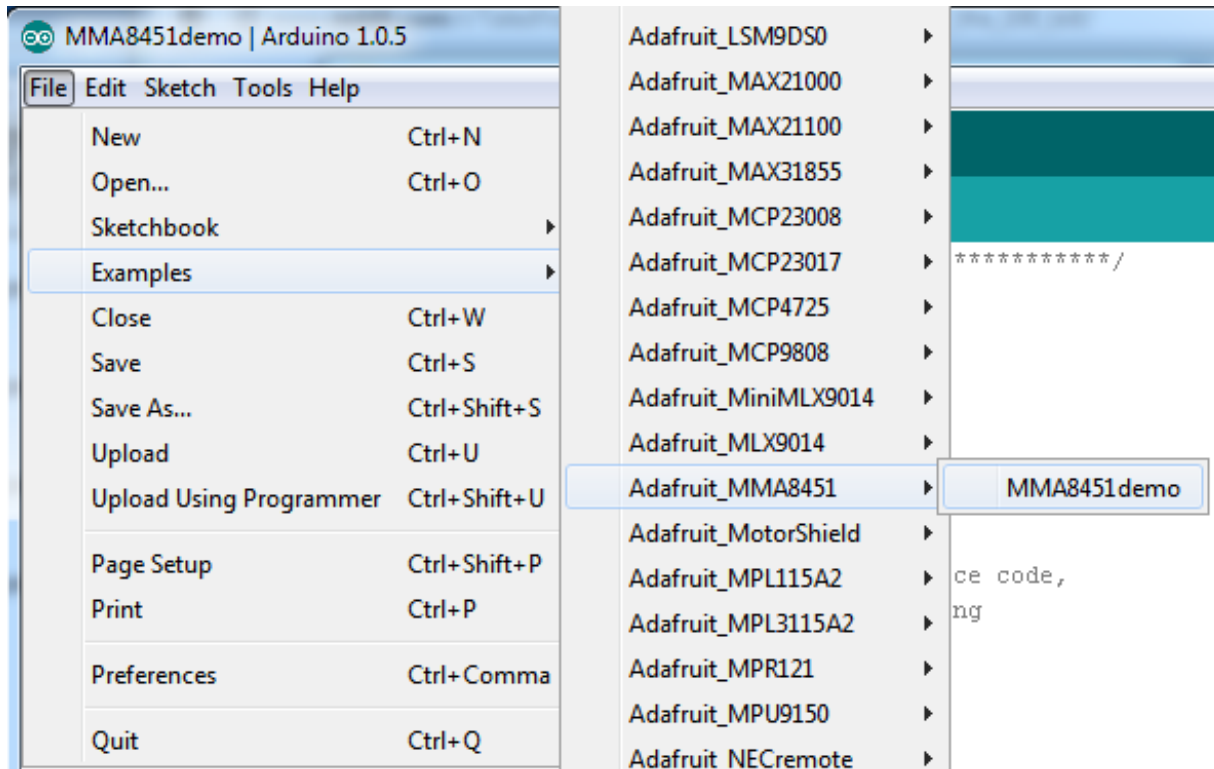 MMA8451demo | Arduino 1.0.5
File Edit Sketch Tools Help
New Ctrl+N
Open... Ctrl+O
Sketchbook
Examples
Close Ctrl+W
Save Ctrl+S
Save As... Ctrl+Shift+S
Upload Ctrl+U
Upload Using Programmer Ctrl+Shift+U
Page Setup Ctrl+Shift+P
Print Ctrl+P
Preferences Ctrl+Comma
Quit Ctrl+Q
Adafruit_LSM9DS0
Adafruit_MAX21000
Adafruit_MAX21100
Adafruit_MAX31855
Adafruit_MCP23008
Adafruit_MCP23017
Adafruit_MCP4725
Adafruit_MCP9808
Adafruit_MiniMLX9014
Adafruit_MLX9014
Adafruit_MMA8451
Adafruit_MotorShield
Adafruit_MPL115A2
Adafruit_MPL3115A2
Adafruit_MPR121
Adafruit_MPU9150
Adafruit_NECremote
MMA8451demo
***********/
ce code,
ng